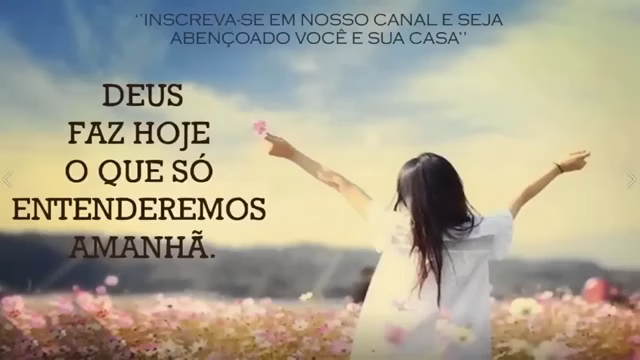 ‘’INSCREVA-SE EM NOSSO CANAL E SEJA
ABENÇOADO VOCÊ E SUA CASA’’
DEUS
FAZ HOJE
O QUE SÓ
ENTENDEREMOS
AMANHÃ.